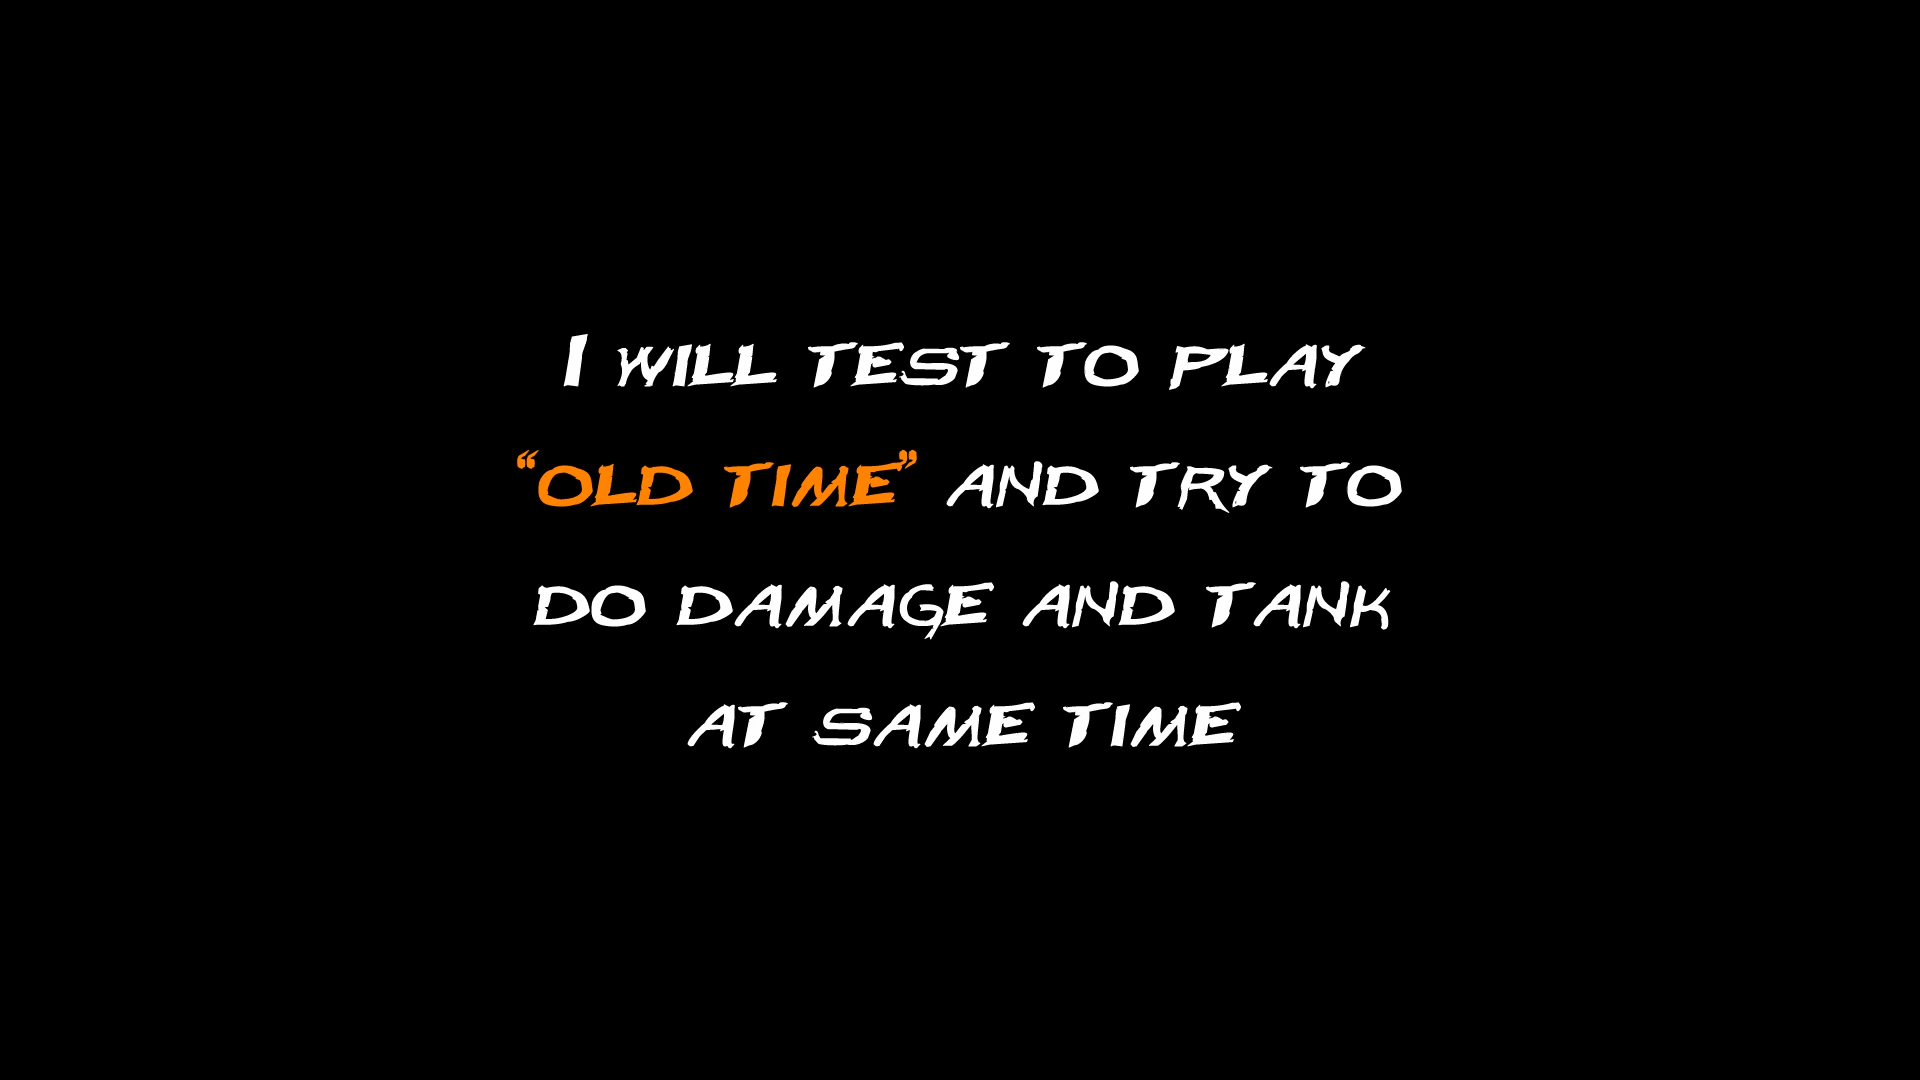 I WILL TEST TO PLAY
“OLD TIME” AND TRY TO
DO DAMAGE AND TANK
AT SAME TIME